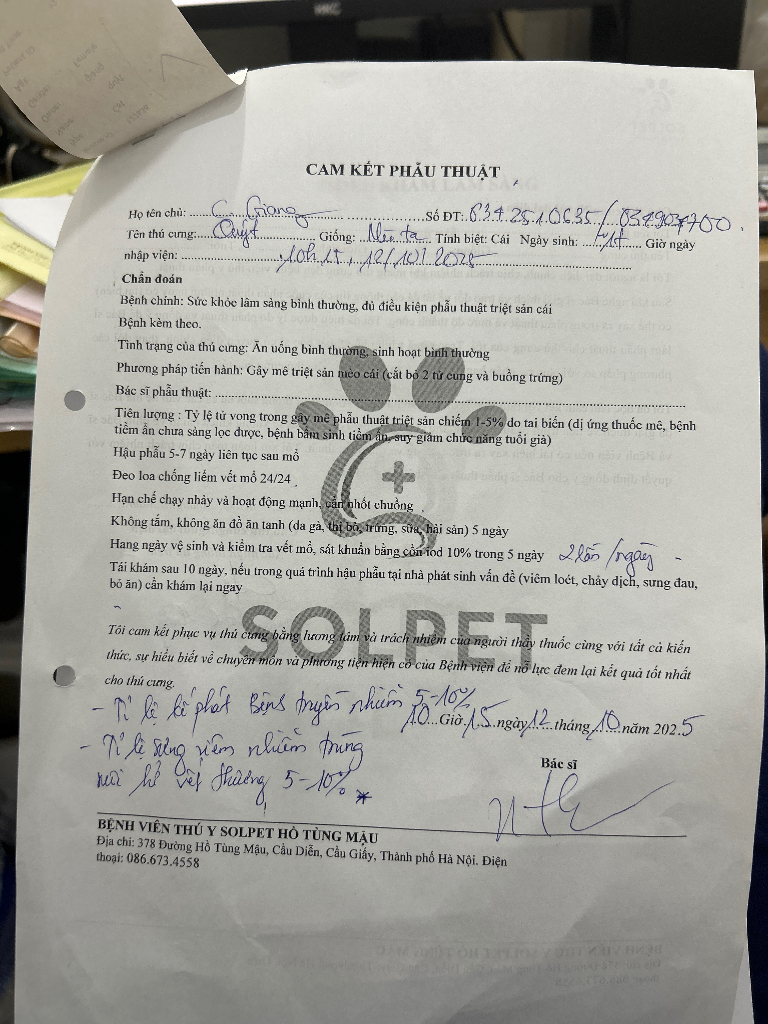 HKC
CAM KẾT PHẪU THUẬT
Họ tên chủ: C. Giang Số ĐT: 034.25.1.0635 / 0349034700
Tên thú cưng: Quýt Giống: Mèo ta Tính biệt: Cái Ngày sinh: Giờ ngày
nhập viện: 10h15, 12/10/2025
Chẩn đoán
Bệnh chính: Sức khỏe lâm sàng bình thường, đủ điều kiện phẫu thuật triệt sản cái
Bệnh kèm theo.
Tình trạng của thú cưng: Ăn uống bình thường, sinh hoạt bình thường
Phương pháp tiến hành: Gây mê triệt sản mèo cái (cắt bỏ 2 tử cung và buồng trứng)
Bác sĩ phẫu thuật:
Tiên lượng : Tỷ lệ tử vong trong gây mê phẫu thuật triệt sản chiếm 1-5% do tai biến (dị ứng thuốc mê, bệnh
tiềm ẩn chưa sàng lọc được, bệnh bẩm sinh tiềm ẩn, suy giảm chức năng tuổi già)
Hậu phẫu 5-7 ngày liên tục sau mổ
Đeo loa chống liếm vết mổ 24/24
Hạn chế chạy nhảy và hoạt động mạnh, cần nhốt chuồng
Không tắm, không ăn đồ ăn tanh (da gà, thị bò, trứng, sữa, hải sản) 5 ngày
Hang ngày vệ sinh và kiểm tra vết mổ, sát khuẩn bằng cồn iod 10% trong 5 ngày 2 lần /ngày
Tái khám sau 10 ngày, nếu trong quá trình hậu phẫu tại nhà phát sinh vấn đề (viêm loét, chảy dịch, sưng đau,
bỏ ăn) cần khám lại ngay
SOLPET
Tôi cam kết phục vụ thú cưng bằng lương tâm và trách nhiệm của người thầy thuốc cùng với tất cả kiến
thức, sự hiểu biết về chuyên môn và phương tiện hiện có của Bệnh viện để nỗ lực đem lại kết quả tốt nhất
cho thú cưng.
- Tỉ lệ kế phát Bệnh truyền nhiễm 5-10%
10 Giờ 15 ngày 12 tháng 10 năm 2025
- Tỉ lệ sưng viêm nhiễm trùng
Bác sĩ
nứt hở vết thương 5-10% *
BỆNH VIÊN THÚ Y SOLPET HỒ TÙNG MẬU
Địa chỉ: 378 Đường Hồ Tùng Mậu, Cầu Diễn, Cầu Giấy, Thành phố Hà Nội. Điện
thoại: 086.673.4558